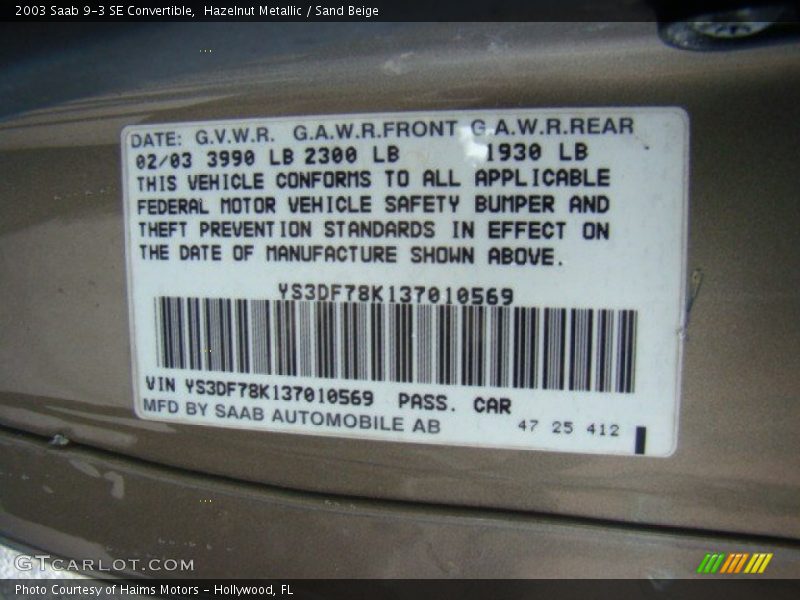 2003 Saab 9-3 SE Convertible,  Hazelnut Metallic / Sand Beige
DATE: G.V.W.R. G.A.W.R.FRONT G.A.W.R.REAR
02/03 3990 LB 2300 LB 1930 LB
THIS VEHICLE CONFORMS TO ALL APPLICABLE
FEDERAL MOTOR VEHICLE SAFETY BUMPER AND
THEFT PREVENTION STANDARDS IN EFFECT ON
THE DATE OF MANUFACTURE SHOWN ABOVE.
YS3DF78K137010569
VIN YS3DF78K137010569 PASS. CAR
MFD BY SAAB AUTOMOBILE AB 47 25 412
GTCARLOT.COM
Photo Courtesy of Haims Motors - Hollywood, FL